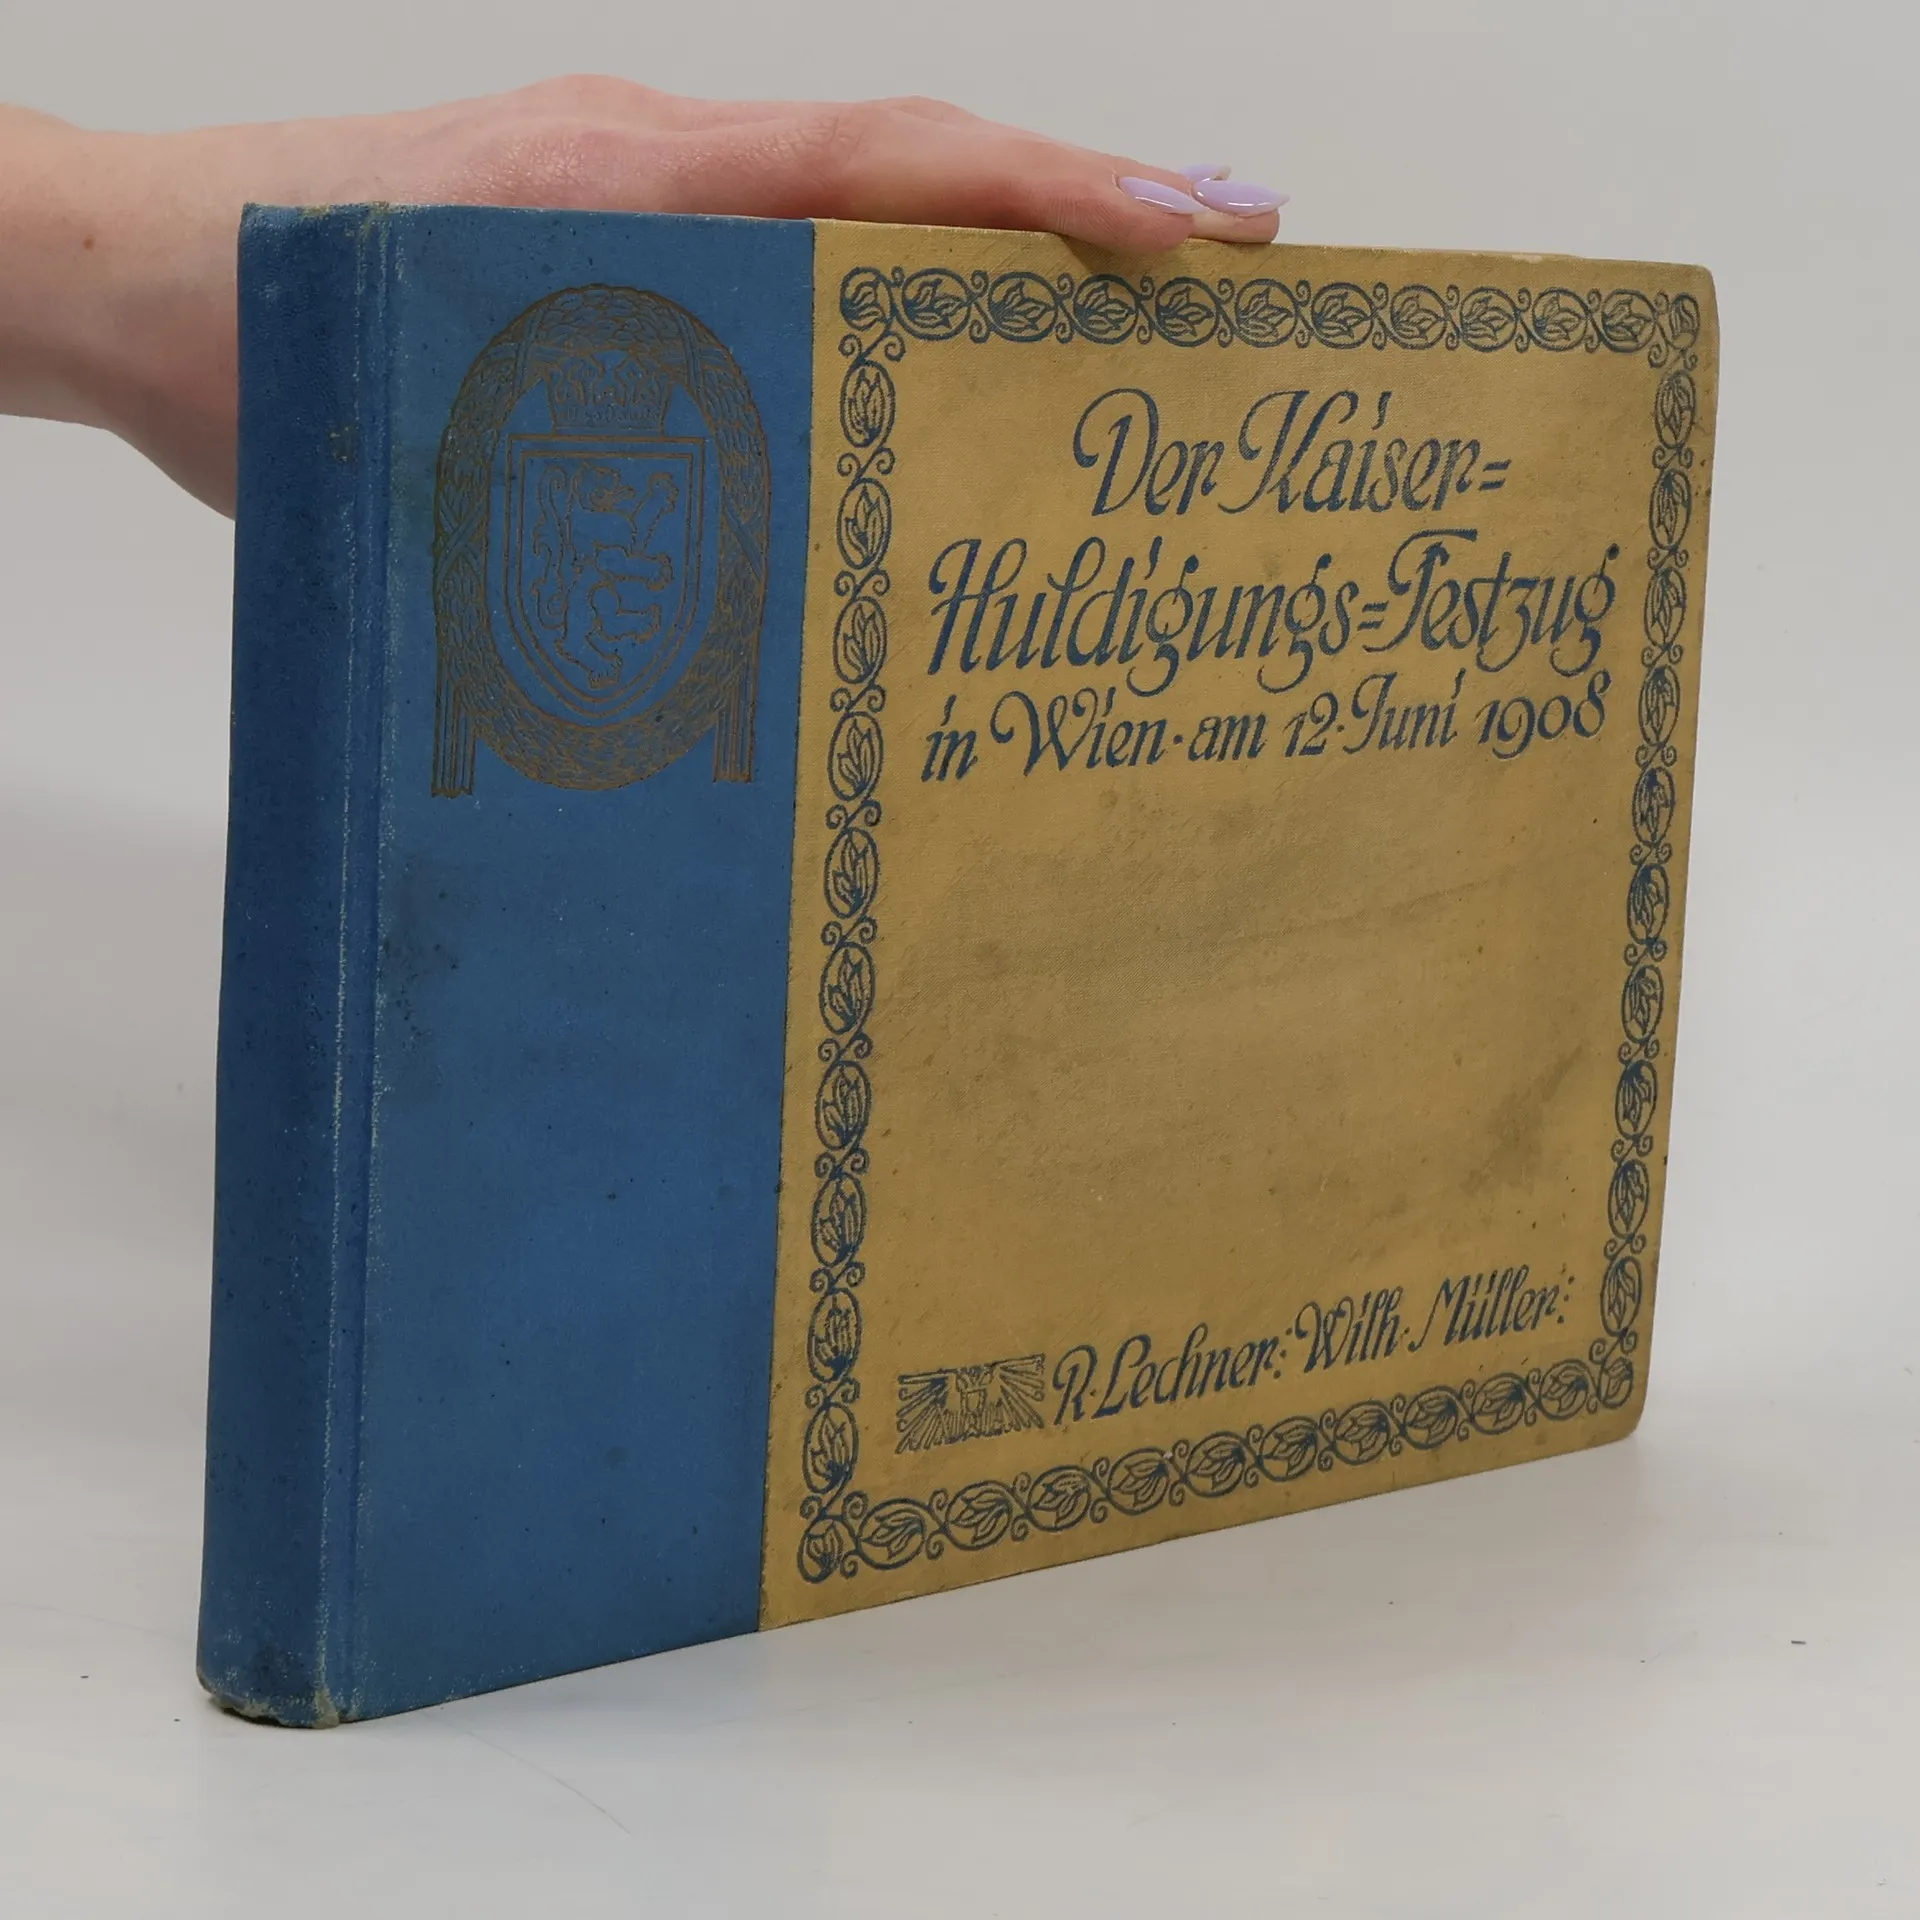 Der Kaiser=
Huldigungs=Festzug
in Wien · am 12. Juni 1908
R. Lechner: Wilh. Müller: